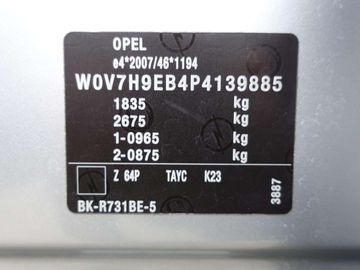 OPEL
e4*2007/46*1194
W0V7H9EB4P4139885
1835 kg
2675 kg
1-0965 kg
2-0875 kg
Z 64P TAYC K23
3887
BK-R731BE-5